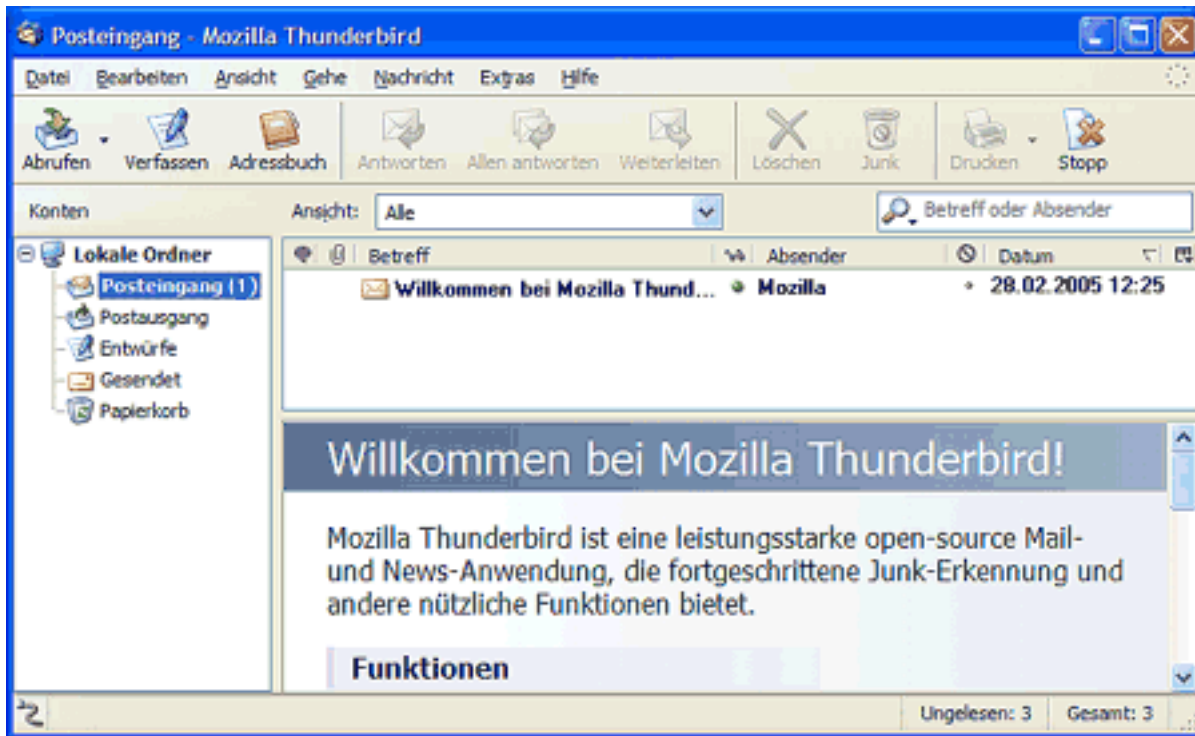 Posteingang - Mozilla Thunderbird
Datei Bearbeiten Ansicht Gehe Nachricht Extras Hilfe
Abrufen Verfassen Adressbuch Antworten Allen antworten Weiterleiten Löschen Junk Drucken Stopp
Konten Ansicht: Alle Betreff oder Absender
Lokale Ordner
Posteingang (1)
Postausgang
Entwürfe
Gesendet
Papierkorb
Betreff Absender Datum
Willkommen bei Mozilla Thund... Mozilla 28.02.2005 12:25
Willkommen bei Mozilla Thunderbird!
Mozilla Thunderbird ist eine leistungsstarke open-source Mail-
und News-Anwendung, die fortgeschrittene Junk-Erkennung und
andere nützliche Funktionen bietet.
Funktionen
Ungelesen: 3 Gesamt: 3